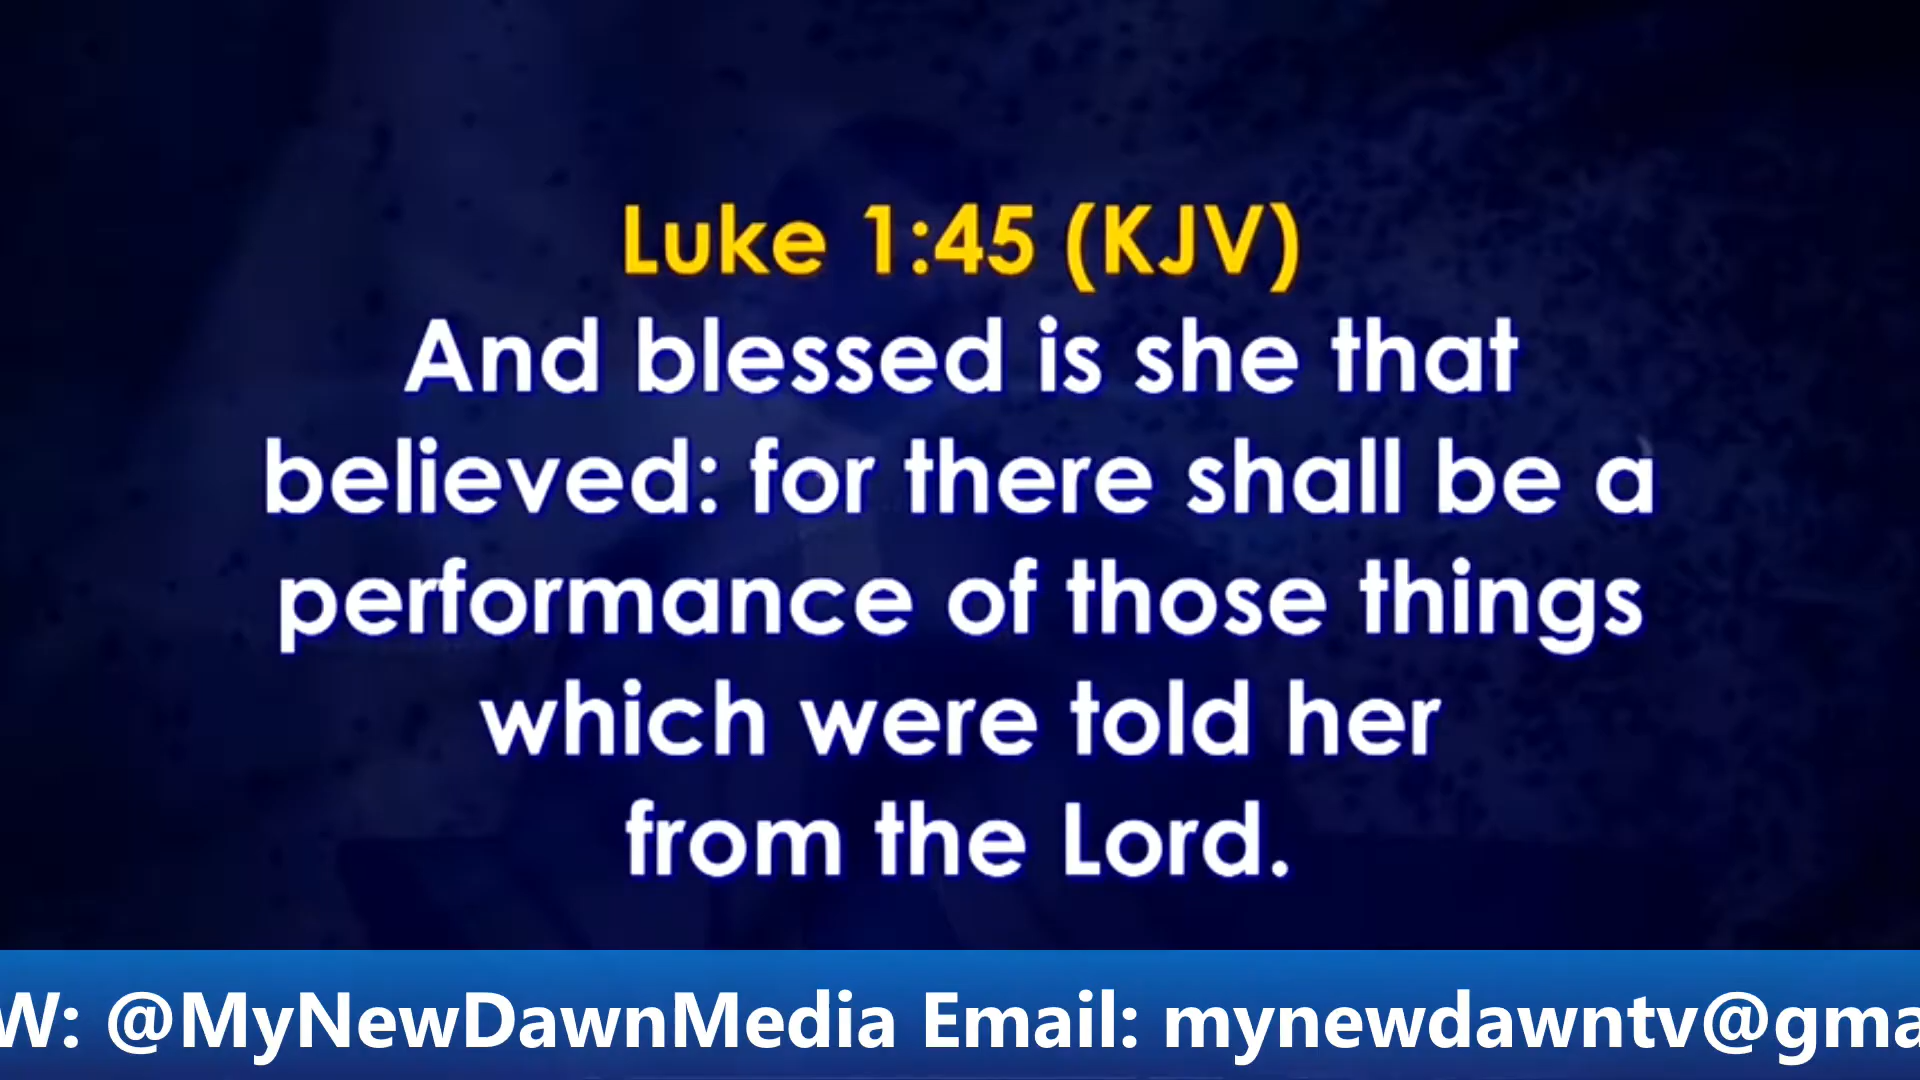 Luke 1:45 (KJV)
And blessed is she that
believed: for there shall be a
performance of those things
which were told her
from the Lord.
W: @MyNewDawnMedia Email: mynewdawntv@gma